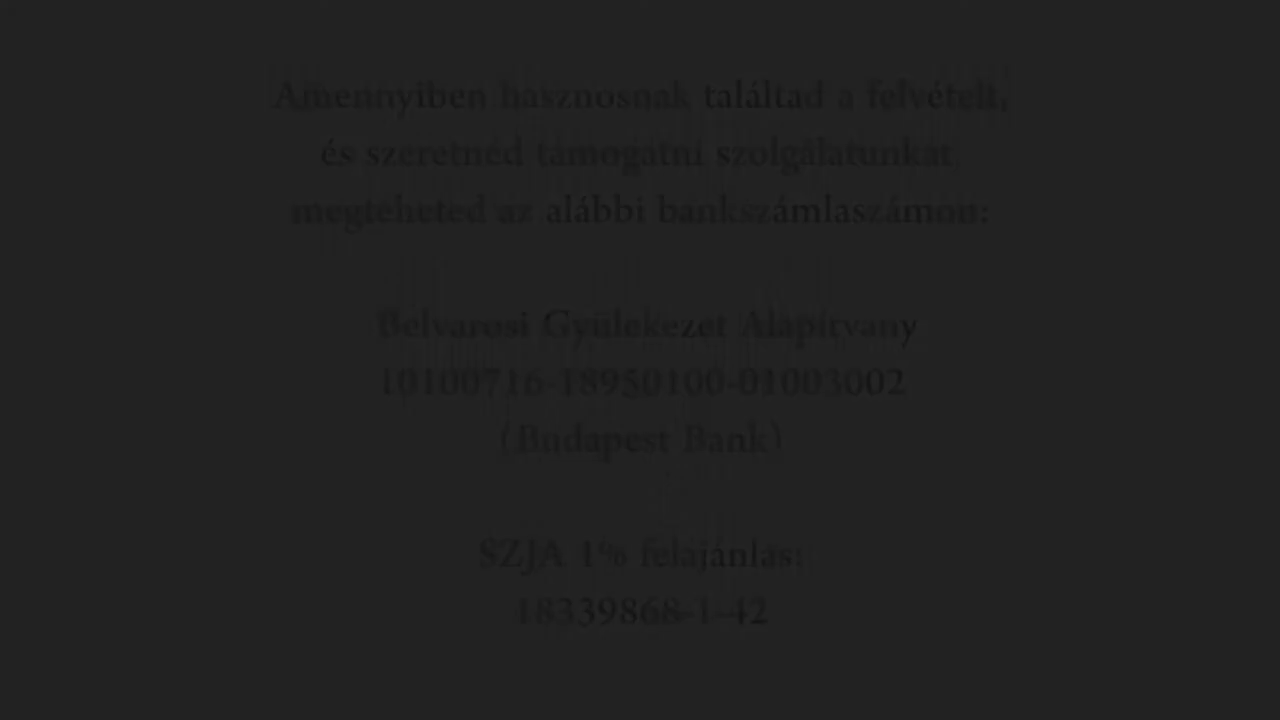 Amennyiben hasznosnak találtad a felvételt,
és szeretnéd támogatni szolgálatunkat
megteheted az alábbi bankszámlaszámon:
Belvárosi Gyülekezet Alapítvány
10100716-18950100-01003002
(Budapest Bank)
SZJA 1% felajánlás:
18339868-1-42